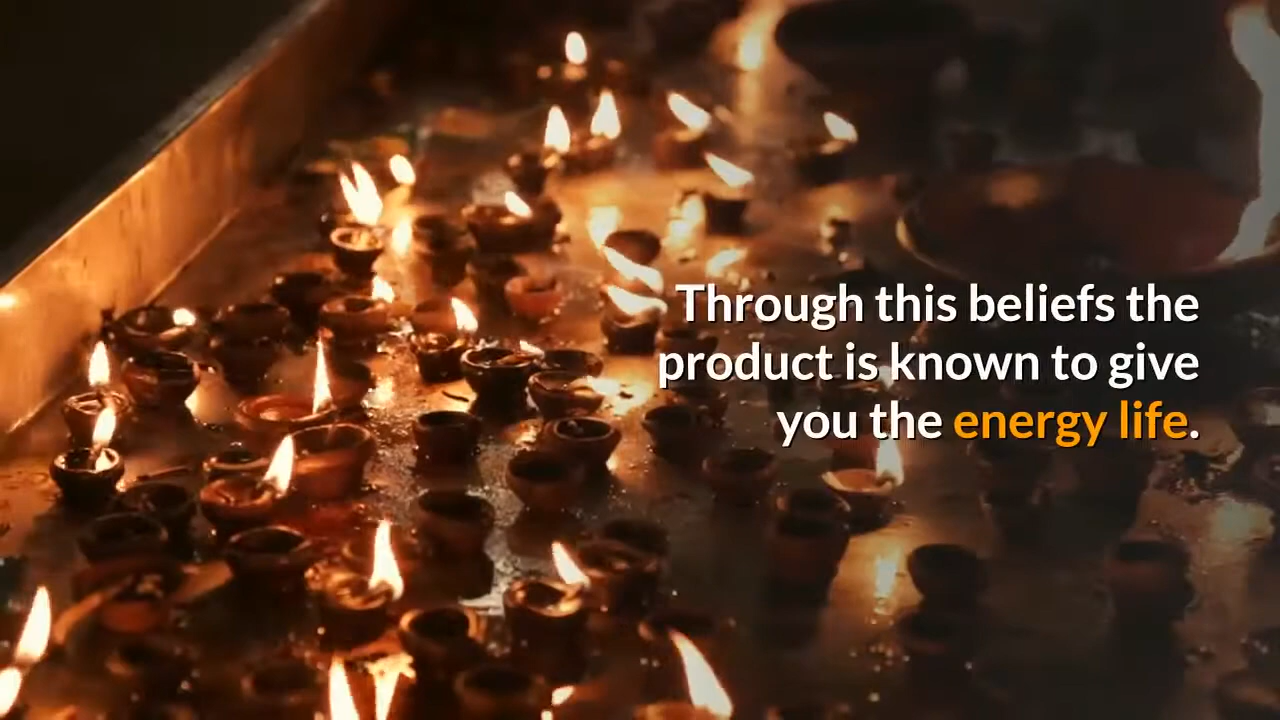 Through this beliefs the
product is known to give
you the energy life.